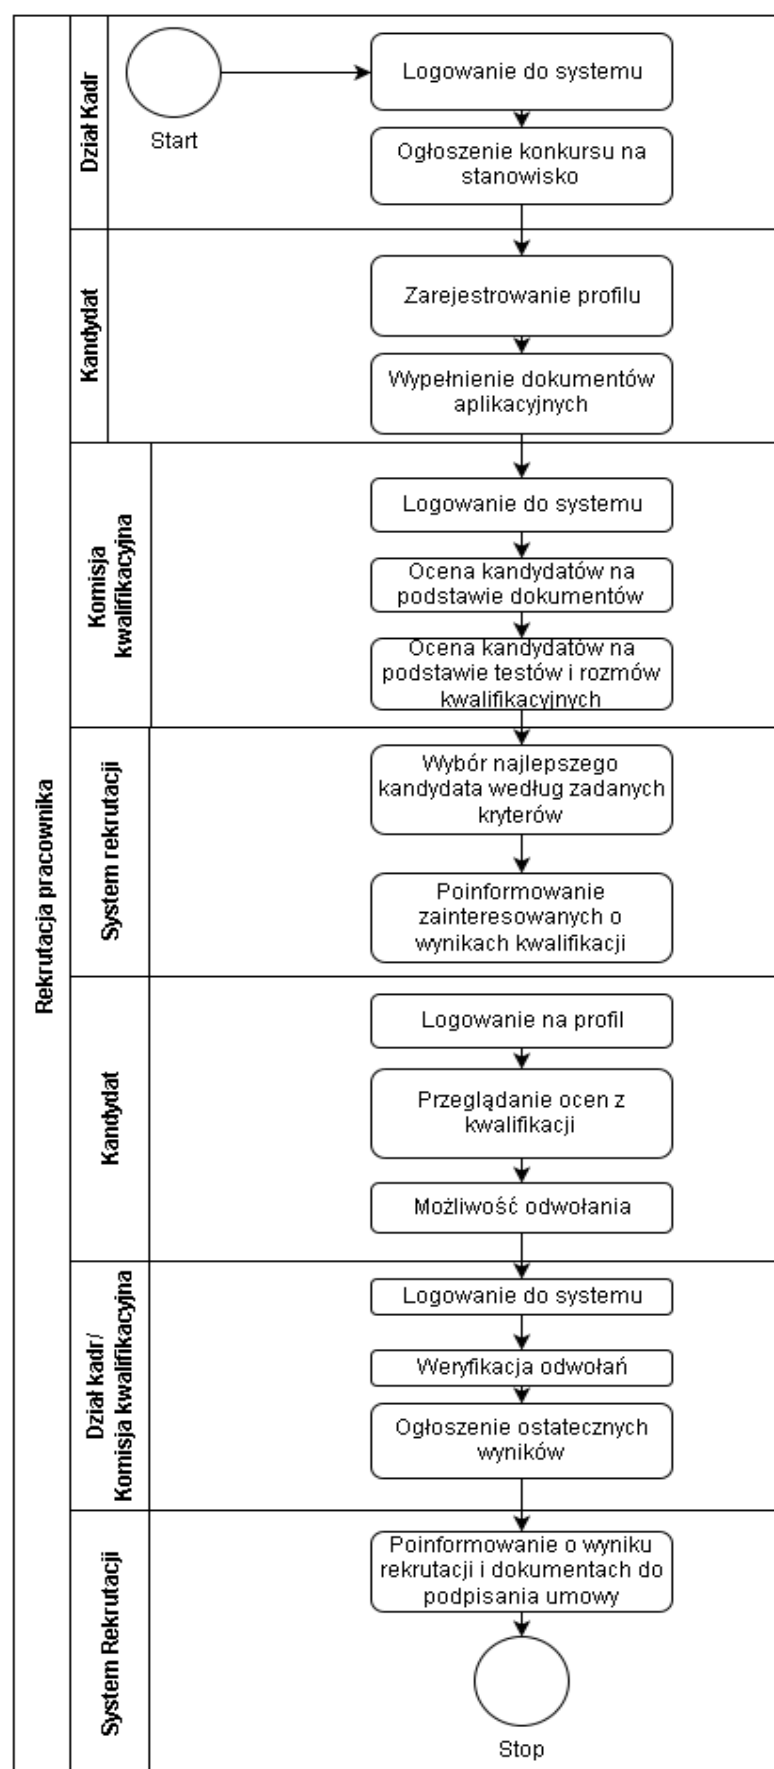 Rekrutacja pracownika
Dział Kadr
Start
Logowanie do systemu
Ogłoszenie konkursu na
stanowisko
Kandydat
Zarejestrowanie profilu
Wypełnienie dokumentów
aplikacyjnych
Komisja
kwalifikacyjna
Logowanie do systemu
Ocena kandydatów na
podstawie dokumentów
Ocena kandydatów na
podstawie testów i rozmów
kwalifikacyjnych
System rekrutacji
Wybór najlepszego
kandydata według zadanych
kryterów
Poinformowanie
zainteresowanych o
wynikach kwalifikacji
Kandydat
Logowanie na profil
Przeglądanie ocen z
kwalifikacji
Możliwość odwołania
Dział kadr/
Komisja kwalifikacyjna
Logowanie do systemu
Weryfikacja odwołań
Ogłoszenie ostatecznych
wyników
System Rekrutacji
Poinformowanie o wyniku
rekrutacji i dokumentach do
podpisania umowy
Stop